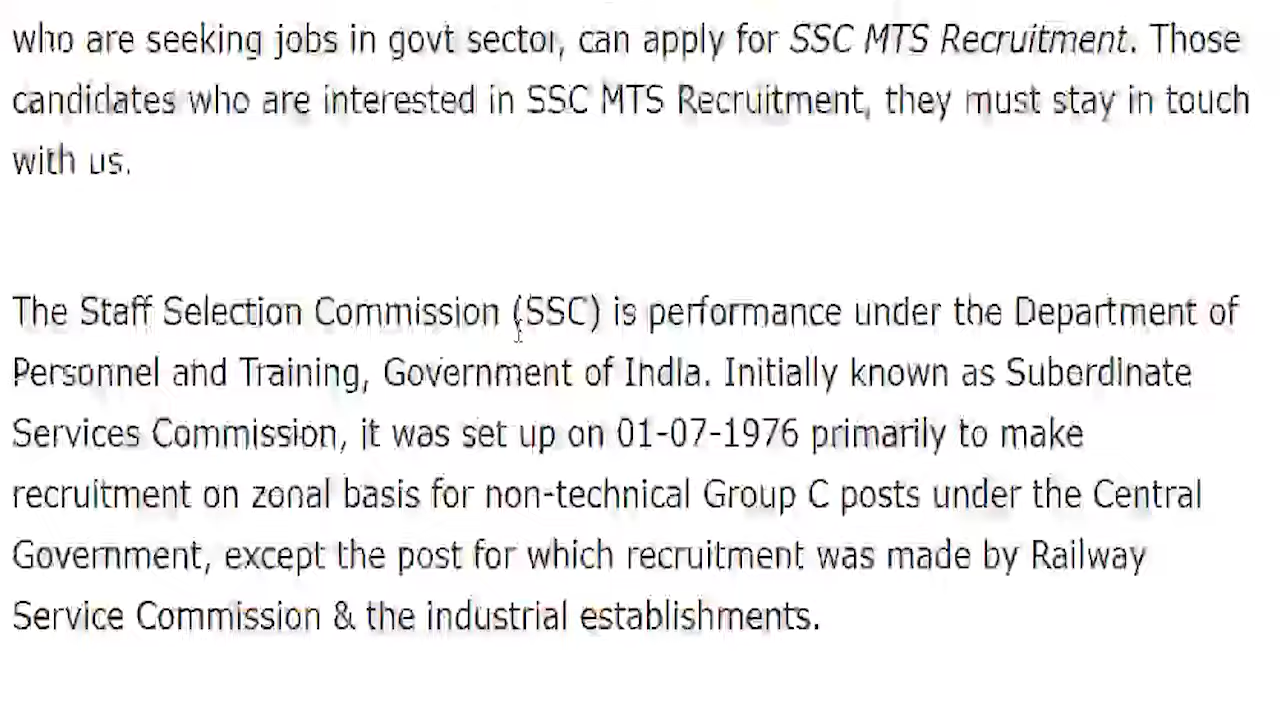 who are seeking jobs in govt sector, can apply for SSC MTS Recruitment. Those
candidates who are interested in SSC MTS Recruitment, they must stay in touch
with us.
The Staff Selection Commission (SSC) is performance under the Department of
Personnel and Training, Government of India. Initially known as Subordinate
Services Commission, it was set up on 01-07-1976 primarily to make
recruitment on zonal basis for non-technical Group C posts under the Central
Government, except the post for which recruitment was made by Railway
Service Commission & the industrial establishments.